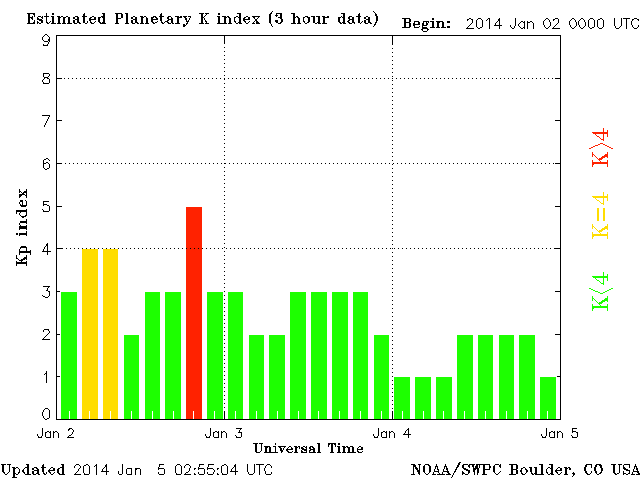 Estimated Planetary K index (3 hour data) Begin: 2014 Jan 02 0000 UTC
9
8
7
6
5
4
3
2
1
0
Kp index
K>4
K=4
K<4
Jan 2 Jan 3 Jan 4 Jan 5
Universal Time
Updated 2014 Jan 5 02:55:04 UTC NOAA/SWPC Boulder, CO USA